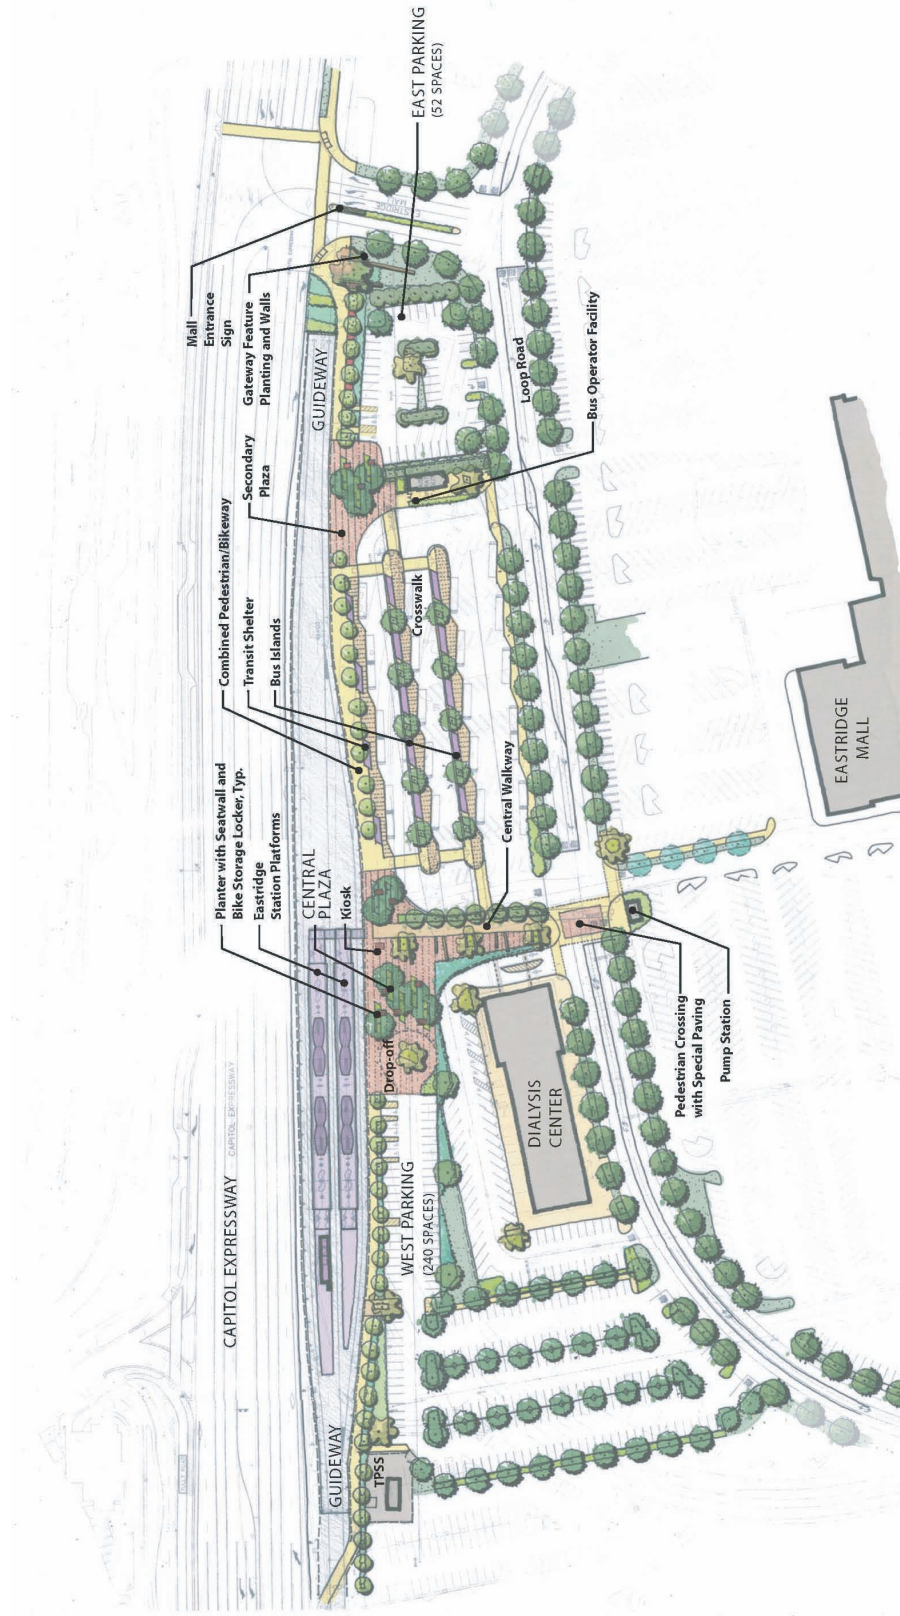 CAPITOL EXPRESSWAY
CAPITOL EXPRESSWAY
GUIDEWAY
TPSS
WEST PARKING
(240 SPACES)
Drop-off
DIALYSIS
CENTER
Planter with Seatwall and
Bike Storage Locker, Typ.
Eastridge
Station Platforms
CENTRAL
PLAZA
Kiosk
Pedestrian Crossing
with Special Paving
Pump Station
Central Walkway
Combined Pedestrian/Bikeway
Transit Shelter
Bus Islands
Crosswalk
EASTRIDGE
MALL
Secondary
Plaza
GUIDEWAY
Gateway Feature
Planting and Walls
Mall
Entrance
Sign
Loop Road
Bus Operator Facility
EAST PARKING
(52 SPACES)